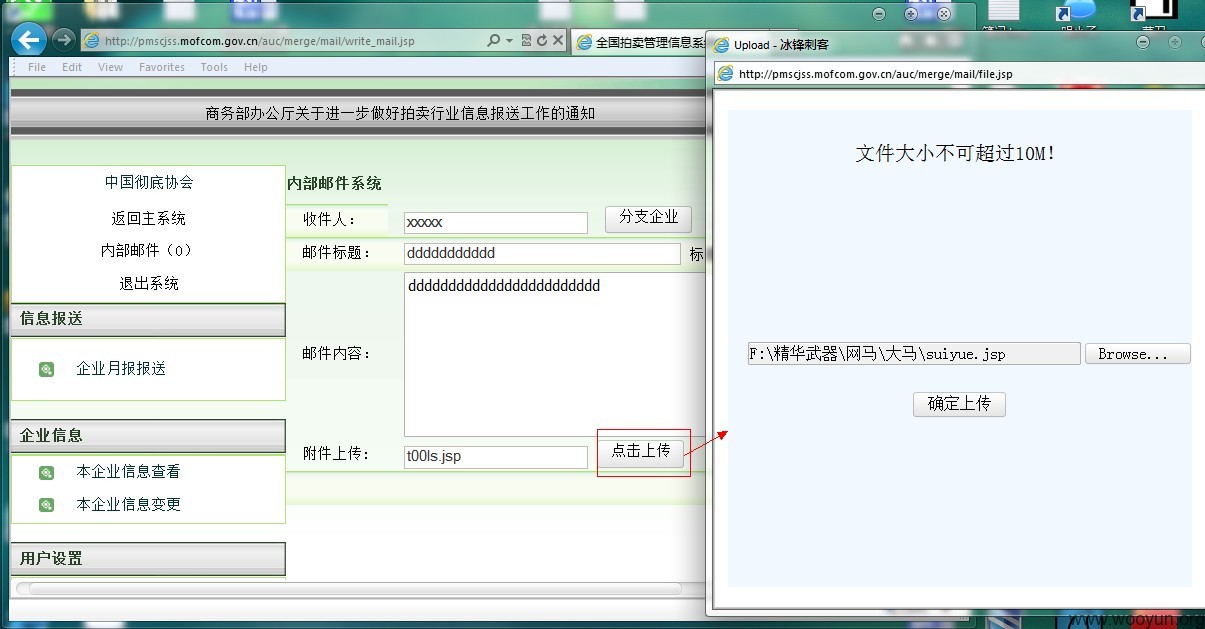 http://pmscjss.mofcom.gov.cn/auc/merge/mail/write_mail.jsp
全国拍卖管理信息系
File Edit View Favorites Tools Help
商务部办公厅关于进一步做好拍卖行业信息报送工作的通知
中国彻底协会
返回主系统
内部邮件（0）
退出系统
信息报送
企业月报报送
企业信息
本企业信息查看
本企业信息变更
用户设置
内部邮件系统
收件人： xxxxx 分支企业
邮件标题： ddddddddddd 标
邮件内容： dddddddddddddddddddddddd
附件上传： t00ls.jsp 点击上传
Upload - 冰锋刺客
http://pmscjss.mofcom.gov.cn/auc/merge/mail/file.jsp
文件大小不可超过10M！
F:\精华武器\网马\大马\suiyue.jsp Browse...
确定上传
www.wooyun.org